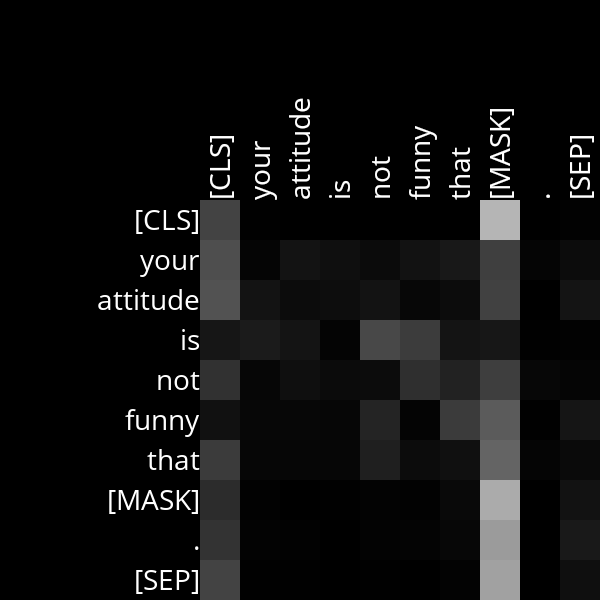 [CLS] your attitude is not funny that [MASK] . [SEP]
[CLS]
your
attitude
is
not
funny
that
[MASK]
.
[SEP]